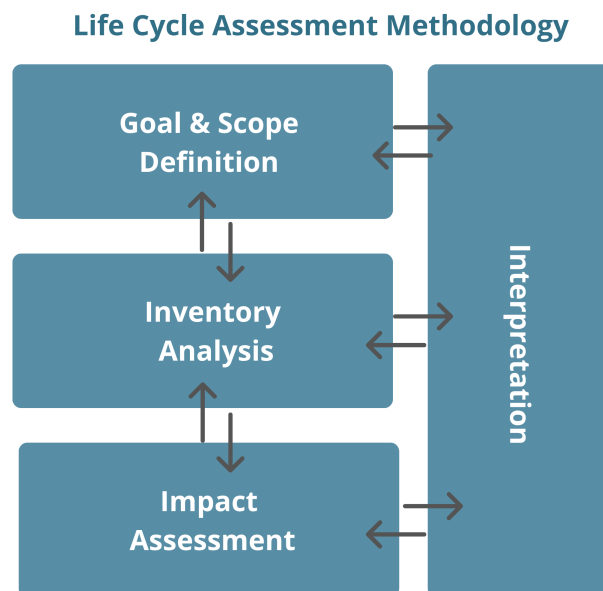 Life Cycle Assessment Methodology
Goal & Scope
Definition
Inventory
Analysis
Impact
Assessment
Interpretation